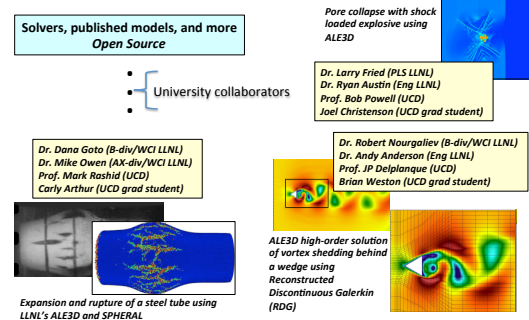 Solvers, published models, and more
Open Source
University collaborators
Pore collapse with shock
loaded explosive using
ALE3D
Dr. Larry Fried (PLS LLNL)
Dr. Ryan Austin (Eng LLNL)
Prof. Bob Powell (UCD)
Joel Christenson (UCD grad student)
Dr. Dana Goto (B-div/WCI LLNL)
Dr. Mike Owen (AX-div/WCI LLNL)
Prof. Mark Rashid (UCD)
Carly Arthur (UCD grad student)
Dr. Robert Nourgaliev (B-div/WCI LLNL)
Dr. Andy Anderson (Eng LLNL)
Prof. JP Delplanque (UCD)
Brian Weston (UCD grad student)
Expansion and rupture of a steel tube using
LLNL's ALE3D and SPHERAL
ALE3D high-order solution
of vortex shedding behind
a wedge using
Reconstructed
Discontinuous Galerkin
(RDG)